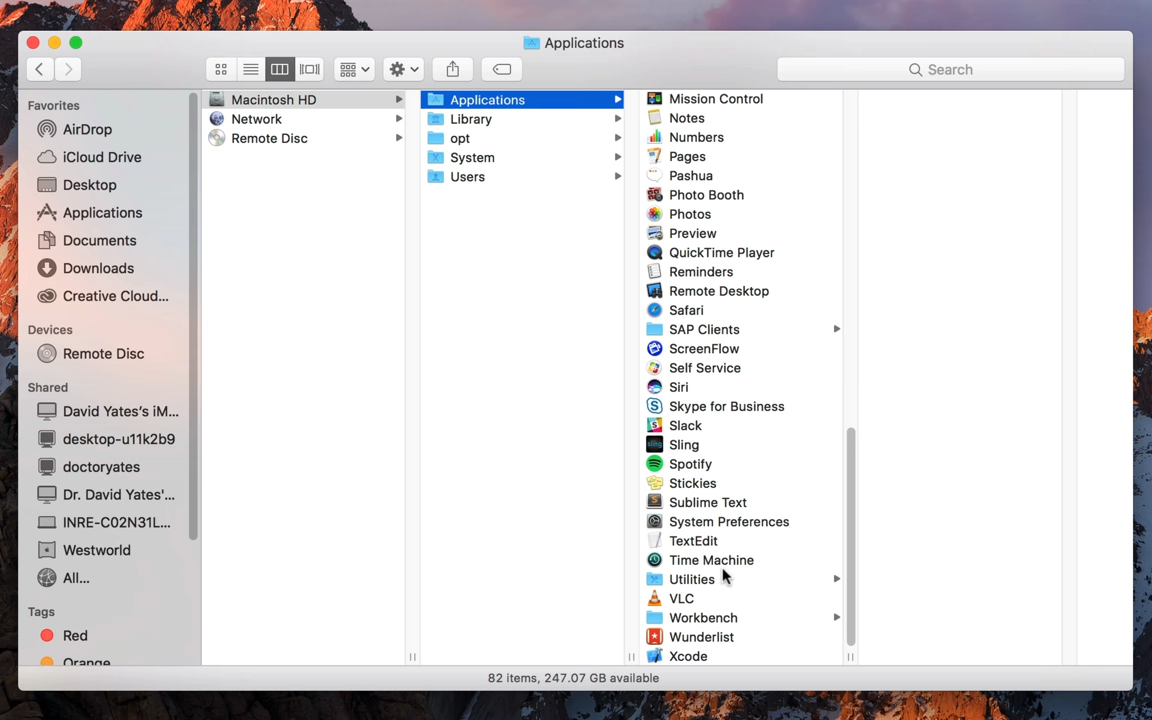 Applications
Search
Favorites
AirDrop
iCloud Drive
Desktop
Applications
Documents
Downloads
Creative Cloud...
Devices
Remote Disc
Shared
David Yates's iM...
desktop-u11k2b9
doctoryates
Dr. David Yates'...
INRE-C02N31L...
Westworld
All...
Tags
Red
Orange
Macintosh HD
Network
Remote Disc
Applications
Library
opt
System
Users
Mission Control
Notes
Numbers
Pages
Pashua
Photo Booth
Photos
Preview
QuickTime Player
Reminders
Remote Desktop
Safari
SAP Clients
ScreenFlow
Self Service
Siri
Skype for Business
Slack
Sling
Spotify
Stickies
Sublime Text
System Preferences
TextEdit
Time Machine
Utilities
VLC
Workbench
Wunderlist
Xcode
82 items, 247.07 GB available